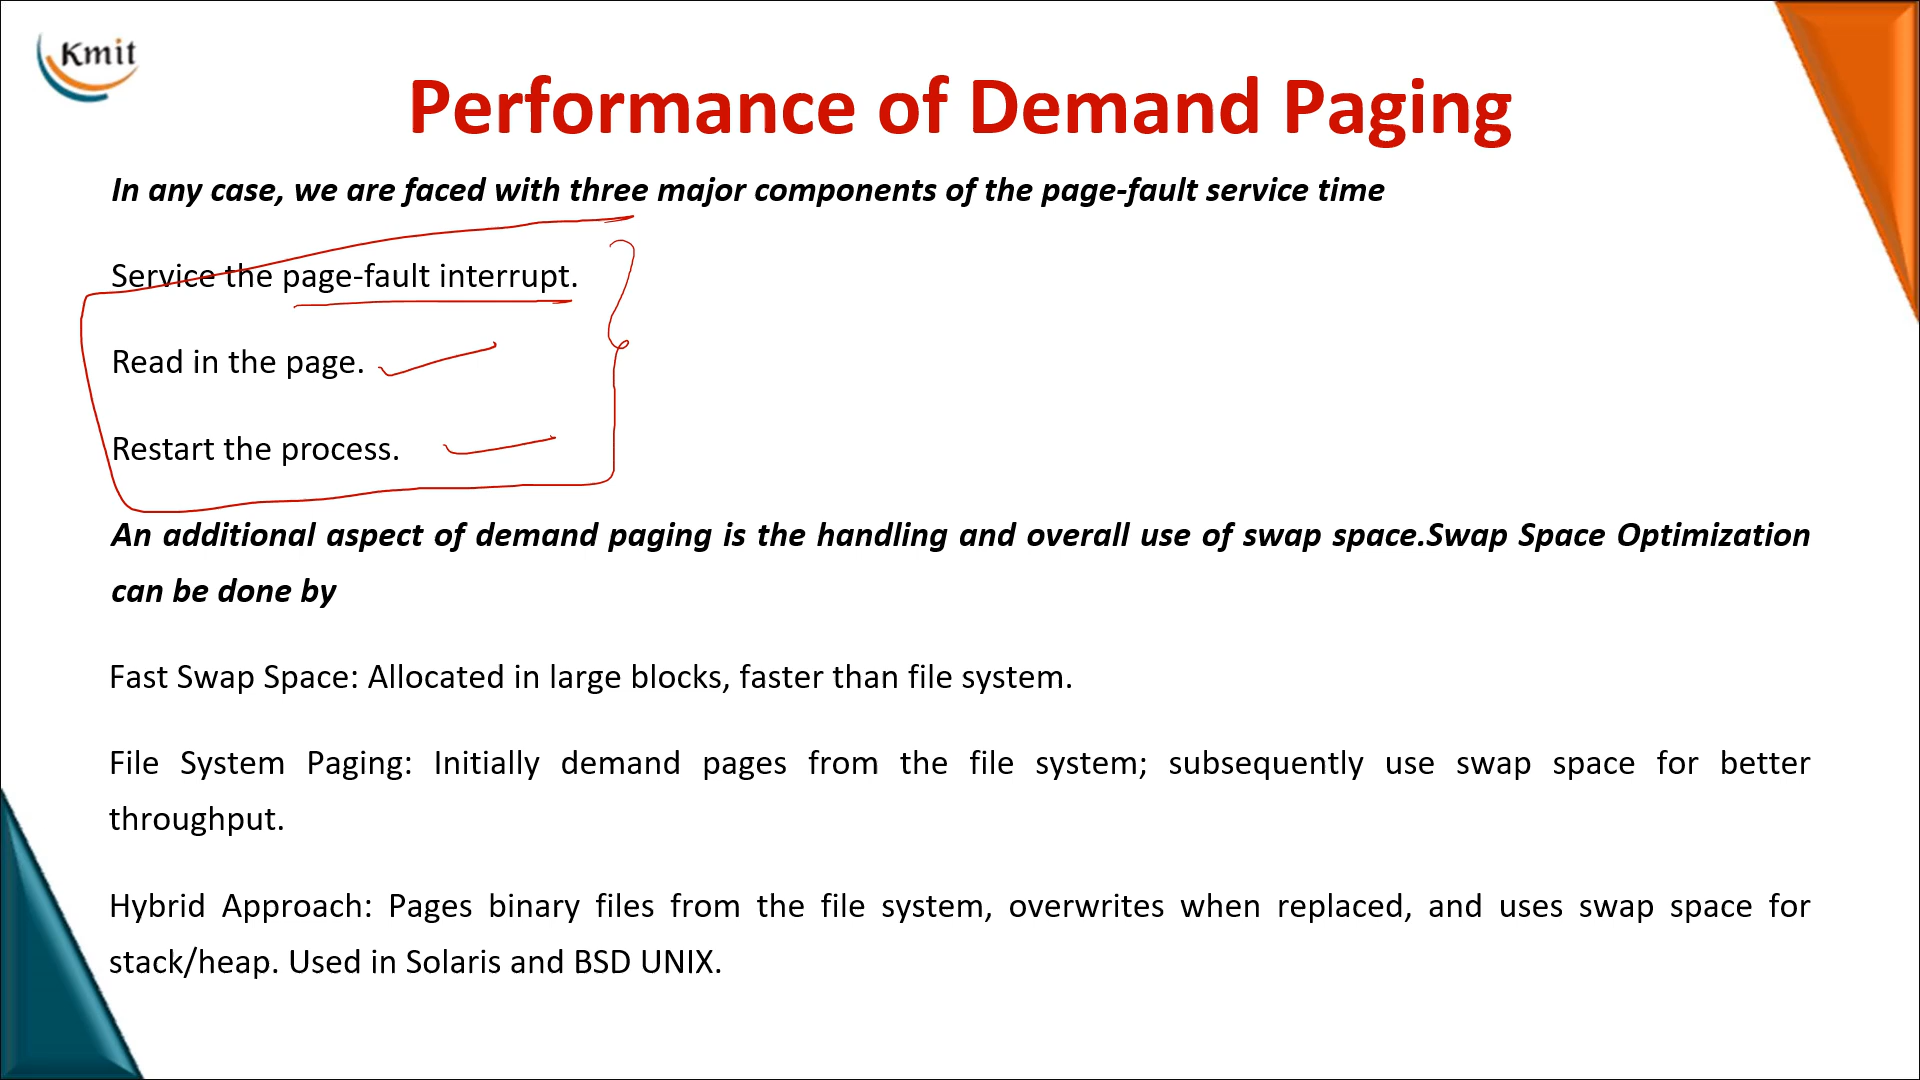 Kmit
Performance of Demand Paging
In any case, we are faced with three major components of the page-fault service time
Service the page-fault interrupt.
Read in the page.
Restart the process.
An additional aspect of demand paging is the handling and overall use of swap space.Swap Space Optimization
can be done by
Fast Swap Space: Allocated in large blocks, faster than file system.
File System Paging: Initially demand pages from the file system; subsequently use swap space for better
throughput.
Hybrid Approach: Pages binary files from the file system, overwrites when replaced, and uses swap space for
stack/heap. Used in Solaris and BSD UNIX.